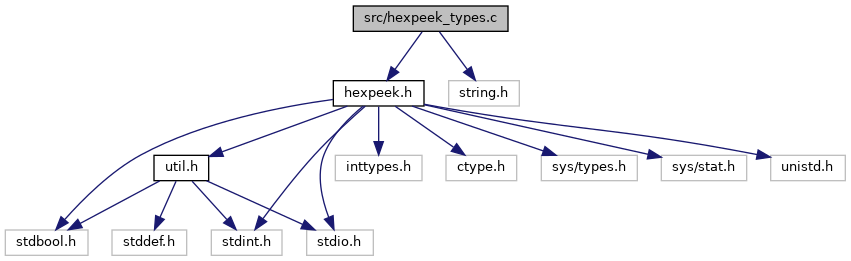 src/hexpeek_types.c
hexpeek.h
string.h
util.h
inttypes.h
ctype.h
sys/types.h
sys/stat.h
unistd.h
stdbool.h
stddef.h
stdint.h
stdio.h